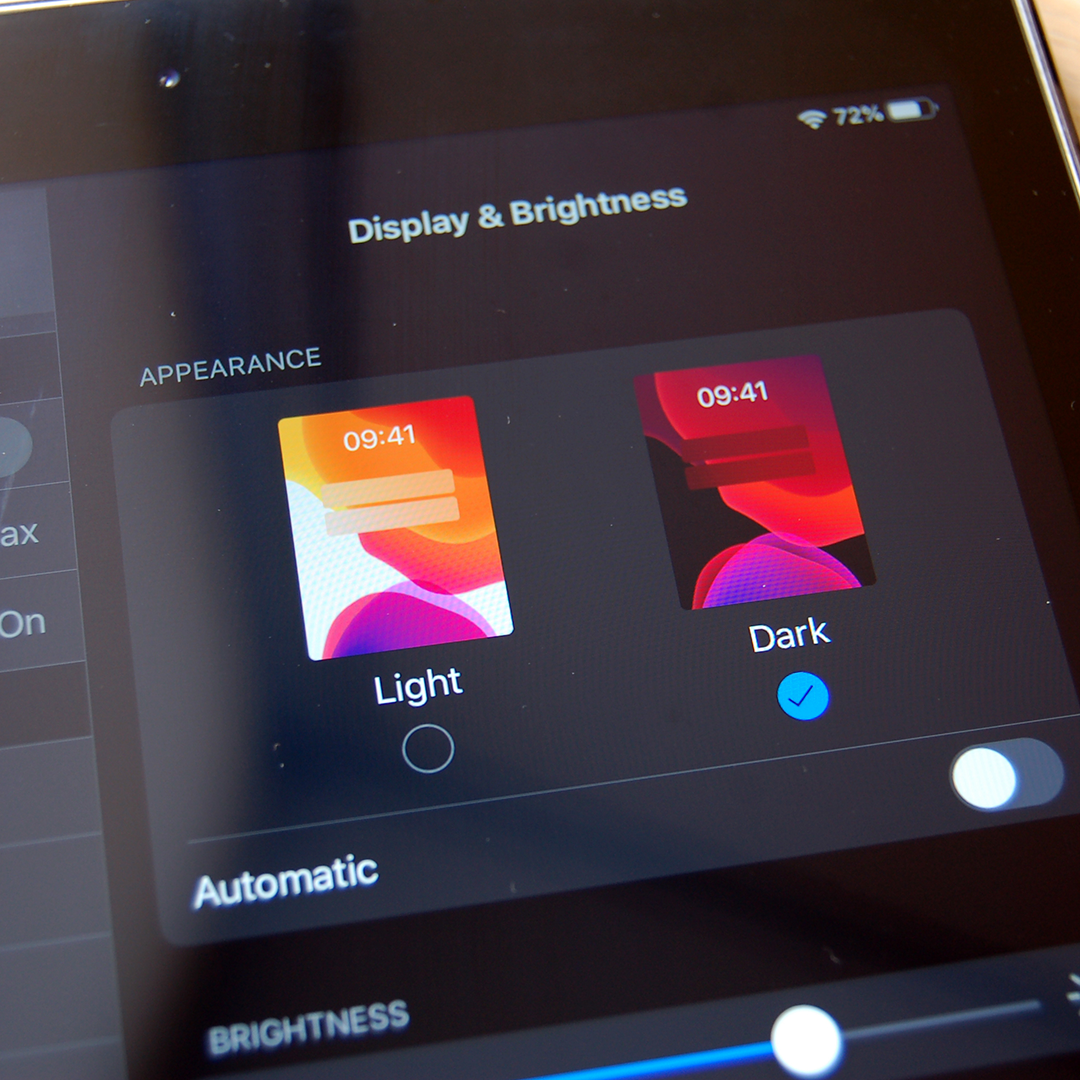 72%
Display & Brightness
APPEARANCE
09:41
09:41
Light
Dark
ax
On
Automatic
BRIGHTNESS